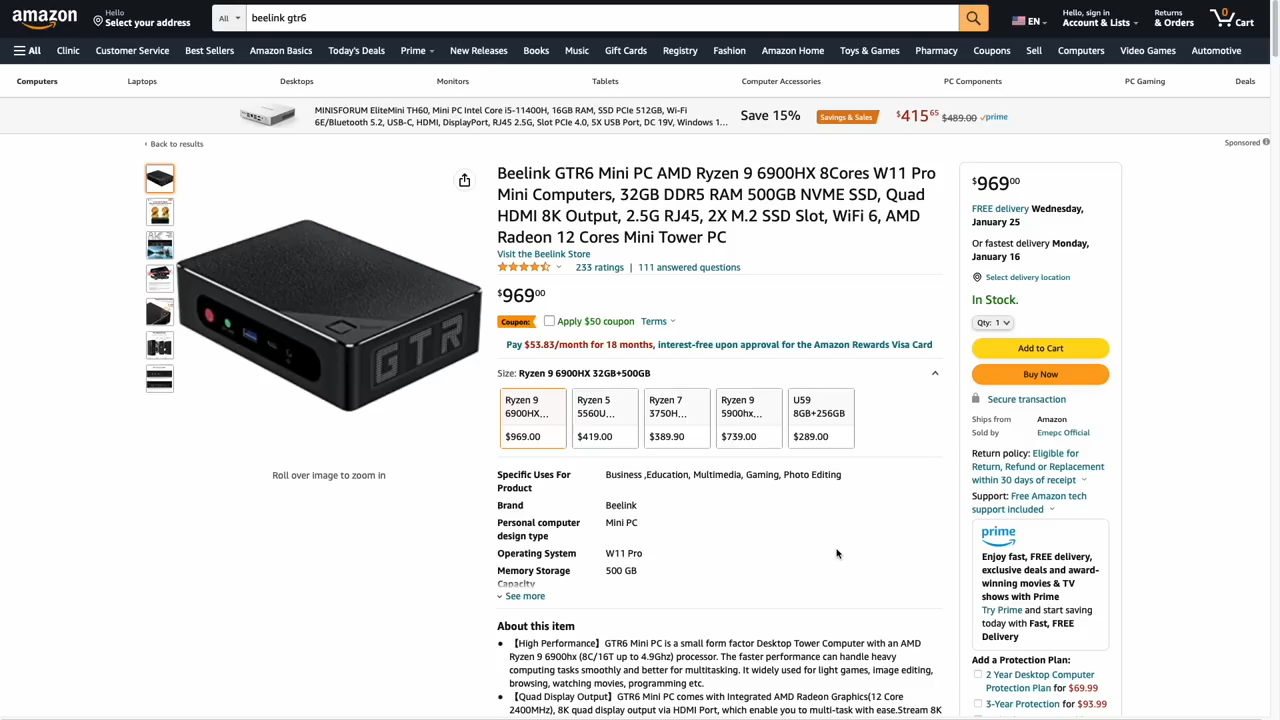 amazon
Hello
Select your address
All
beelink gtr6
EN
Hello, sign in
Account & Lists
Returns
& Orders
0
Cart
All
Clinic
Customer Service
Best Sellers
Amazon Basics
Today's Deals
Prime
New Releases
Books
Music
Gift Cards
Registry
Fashion
Amazon Home
Toys & Games
Pharmacy
Coupons
Sell
Computers
Video Games
Automotive
Computers
Laptops
Desktops
Monitors
Tablets
Computer Accessories
PC Components
PC Gaming
Deals
MINISFORUM EliteMini TH60, Mini PC Intel Core i5-11400H, 16GB RAM, SSD PCIe 512GB, Wi-Fi
6E/Bluetooth 5.2, USB-C, HDMI, DisplayPort, RJ45 2.5G, Slot PCIe 4.0, 5X USB Port, DC 19V, Windows 1...
Save 15%
Savings & Sales
$41565 $489.00 prime
‹ Back to results
Sponsored
GTR
Roll over image to zoom in
Beelink GTR6 Mini PC AMD Ryzen 9 6900HX 8Cores W11 Pro
Mini Computers, 32GB DDR5 RAM 500GB NVME SSD, Quad
HDMI 8K Output, 2.5G RJ45, 2X M.2 SSD Slot, WiFi 6, AMD
Radeon 12 Cores Mini Tower PC
Visit the Beelink Store
233 ratings | 111 answered questions
$96900
Coupon: Apply $50 coupon Terms
Pay $53.83/month for 18 months, interest-free upon approval for the Amazon Rewards Visa Card
Size: Ryzen 9 6900HX 32GB+500GB
Ryzen 9
6900HX...
$969.00
Ryzen 5
5560U...
$419.00
Ryzen 7
3750H...
$389.90
Ryzen 9
5900hx...
$739.00
U59
8GB+256GB
$289.00
Specific Uses For
Product
Business ,Education, Multimedia, Gaming, Photo Editing
Brand
Beelink
Personal computer
design type
Mini PC
Operating System
W11 Pro
Memory Storage
Capacity
500 GB
See more
About this item
• 【High Performance】GTR6 Mini PC is a small form factor Desktop Tower Computer with an AMD
Ryzen 9 6900hx (8C/16T up to 4.9Ghz) processor. The faster performance can handle heavy
computing tasks smoothly and better for multitasking. It widely used for light games, image editing,
browsing, watching movies, programming etc.
• 【Quad Display Output】GTR6 Mini PC comes with Integrated AMD Radeon Graphics(12 Core
2400MHz), 8K quad display output via HDMI Port, which enable you to multi-task with ease.Stream 8K
$96900
FREE delivery Wednesday,
January 25
Or fastest delivery Monday,
January 16
Select delivery location
In Stock.
Qty: 1
Add to Cart
Buy Now
Secure transaction
Ships from
Amazon
Sold by
Emepc Official
Return policy: Eligible for
Return, Refund or Replacement
within 30 days of receipt
Support: Free Amazon tech
support included
prime
Enjoy fast, FREE delivery,
exclusive deals and award-
winning movies & TV
shows with Prime
Try Prime and start saving
today with Fast, FREE
Delivery
Add a Protection Plan:
2 Year Desktop Computer
Protection Plan for $69.99
3-Year Protection for $93.99